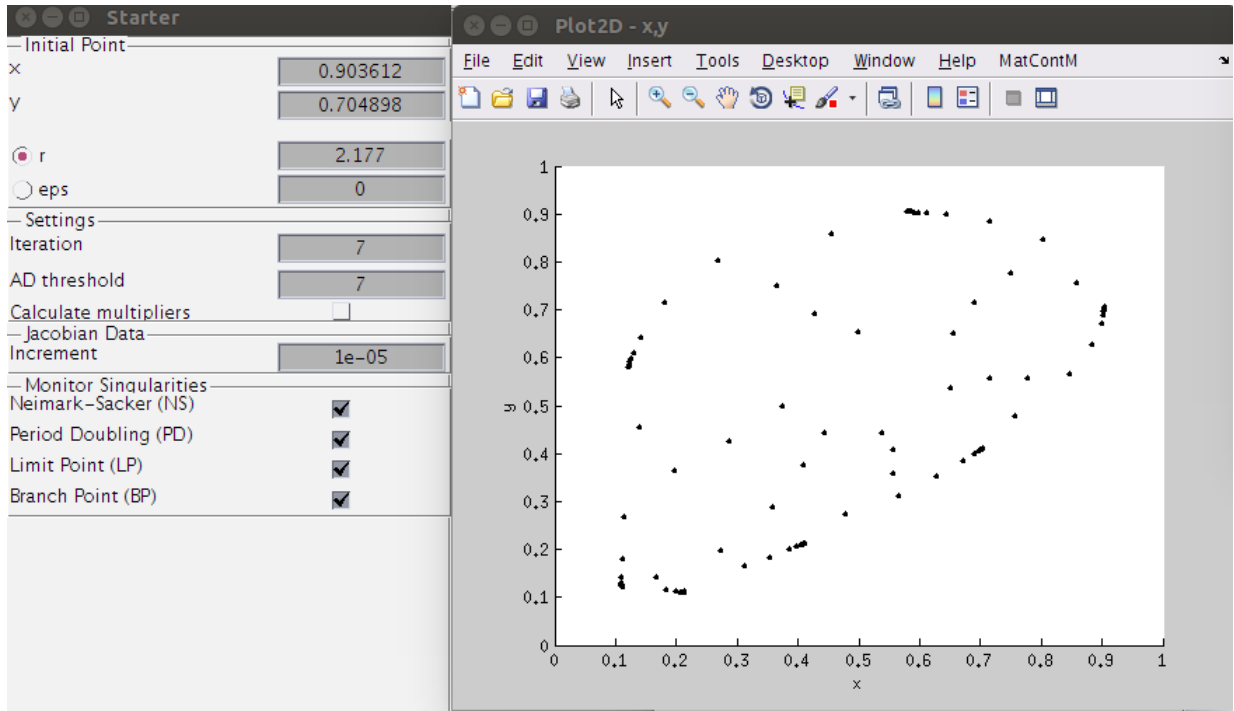 Starter
Initial Point
x 0.903612
y 0.704898
r 2.177
eps 0
Settings
Iteration 7
AD threshold 7
Calculate multipliers
Jacobian Data
Increment 1e-05
Monitor Singularities
Neimark-Sacker (NS)
Period Doubling (PD)
Limit Point (LP)
Branch Point (BP)
Plot2D - x,y
File Edit View Insert Tools Desktop Window Help MatContM
1
0.9
0.8
0.7
0.6
y 0.5
0.4
0.3
0.2
0.1
0
0 0.1 0.2 0.3 0.4 0.5 0.6 0.7 0.8 0.9 1
x